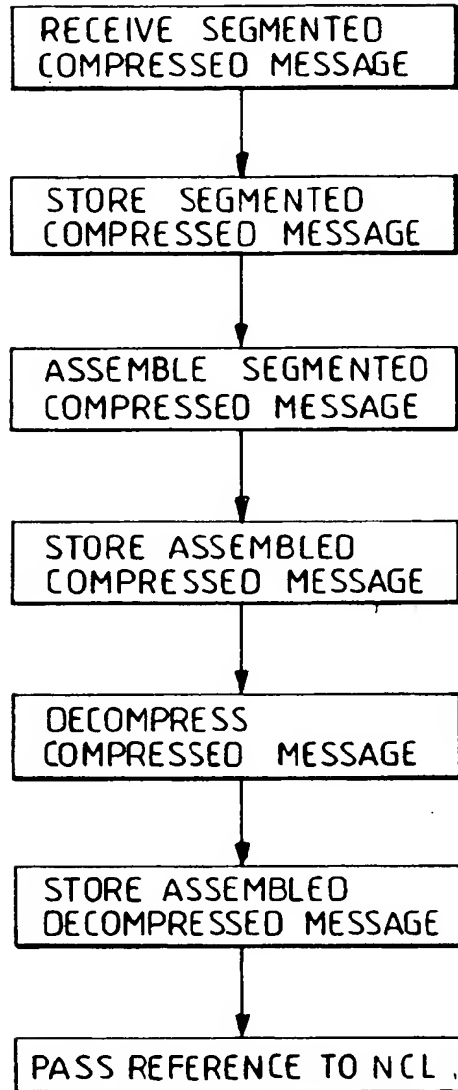 RECEIVE SEGMENTED
COMPRESSED MESSAGE
STORE SEGMENTED
COMPRESSED MESSAGE
ASSEMBLE SEGMENTED
COMPRESSED MESSAGE
STORE ASSEMBLED
COMPRESSED MESSAGE
DECOMPRESS
COMPRESSED MESSAGE
STORE ASSEMBLED
DECOMPRESSED MESSAGE
PASS REFERENCE TO NCL